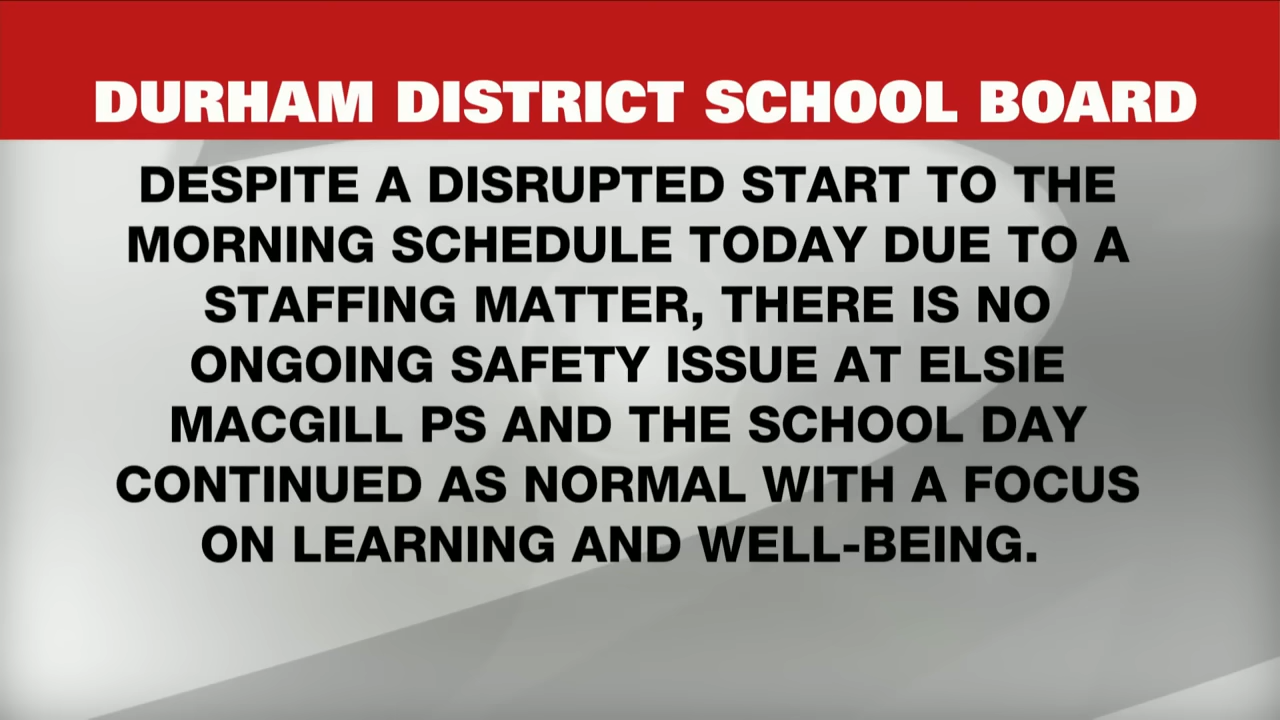 DURHAM DISTRICT SCHOOL BOARD
DESPITE A DISRUPTED START TO THE
MORNING SCHEDULE TODAY DUE TO A
STAFFING MATTER, THERE IS NO
ONGOING SAFETY ISSUE AT ELSIE
MACGILL PS AND THE SCHOOL DAY
CONTINUED AS NORMAL WITH A FOCUS
ON LEARNING AND WELL-BEING.